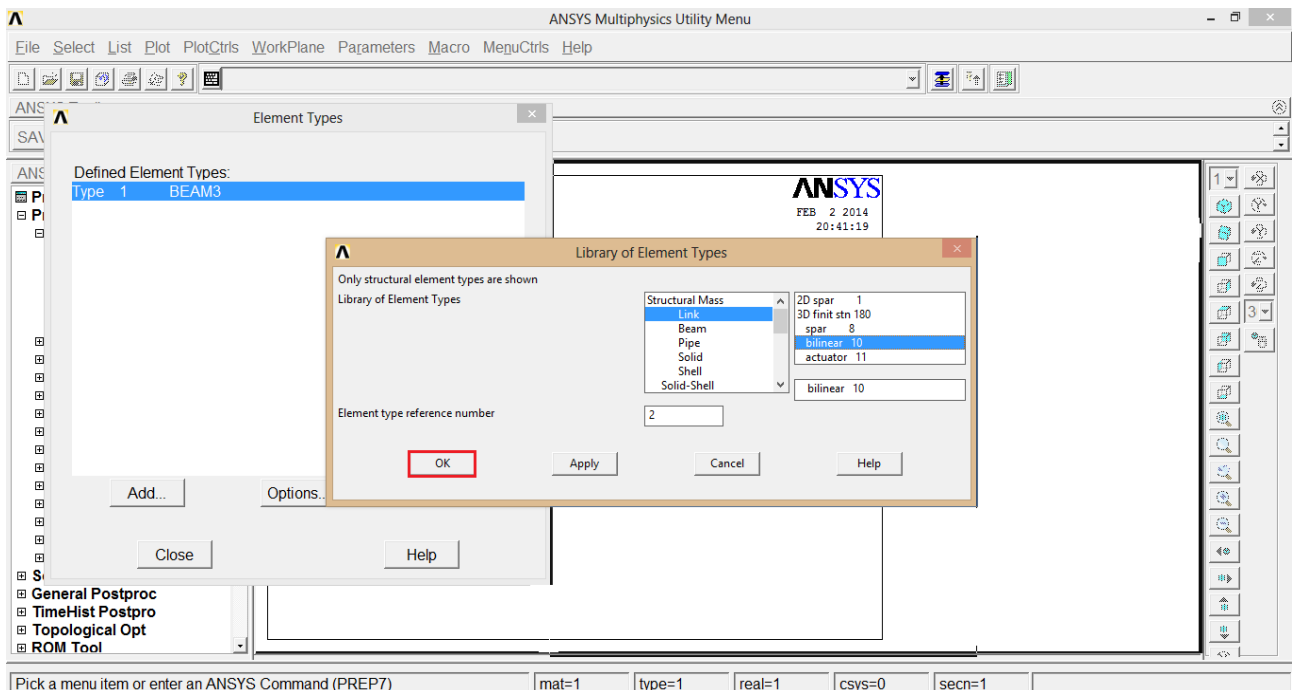 ANSYS Multiphysics Utility Menu
File Select List Plot PlotCtrls WorkPlane Parameters Macro MenuCtrls Help
ANS
Element Types
SAV
Defined Element Types:
Type 1 BEAM3
ANS
ANSYS
FEB 2 2014
20:41:19
1
Library of Element Types
Only structural element types are shown
Library of Element Types
Structural Mass
Link
Beam
Pipe
Solid
Shell
Solid-Shell
2D spar 1
3D finit stn 180
spar 8
bilinear 10
actuator 11
bilinear 10
Element type reference number
2
OK Apply Cancel Help
3
Add... Options..
Close Help
General Postproc
TimeHist Postpro
Topological Opt
ROM Tool
Pick a menu item or enter an ANSYS Command (PREP7) mat=1 type=1 real=1 csys=0 secn=1